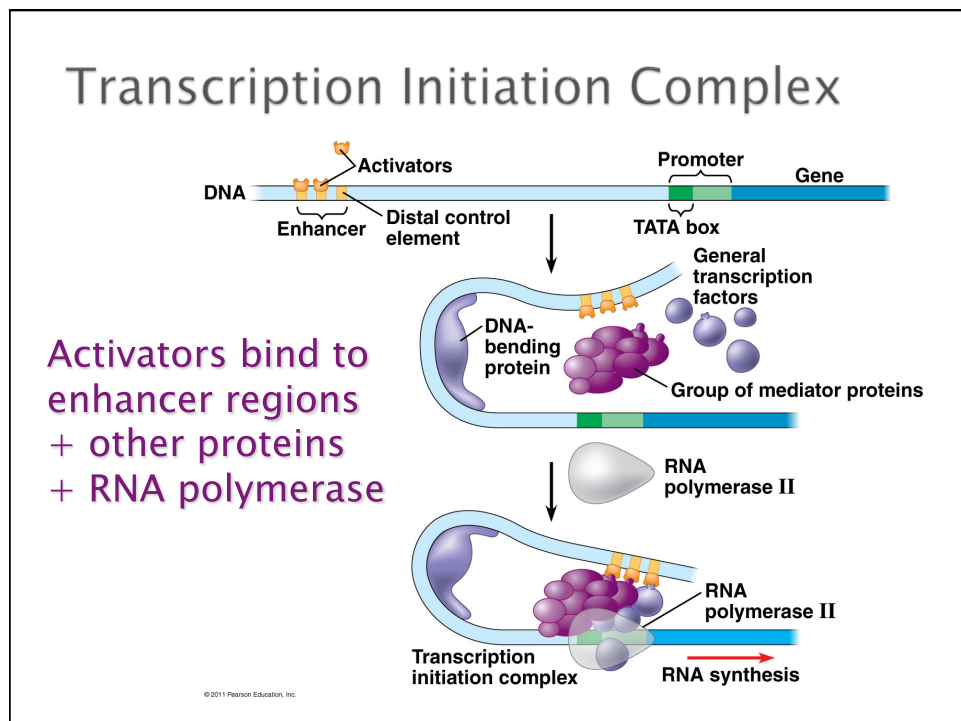 Transcription Initiation Complex
Activators
Promoter
Gene
DNA
Enhancer
Distal control
element
TATA box
General
transcription
factors
DNA-
bending
protein
Group of mediator proteins
Activators bind to
enhancer regions
+ other proteins
+ RNA polymerase
RNA
polymerase II
RNA
polymerase II
Transcription
initiation complex
RNA synthesis
© 2011 Pearson Education, Inc.